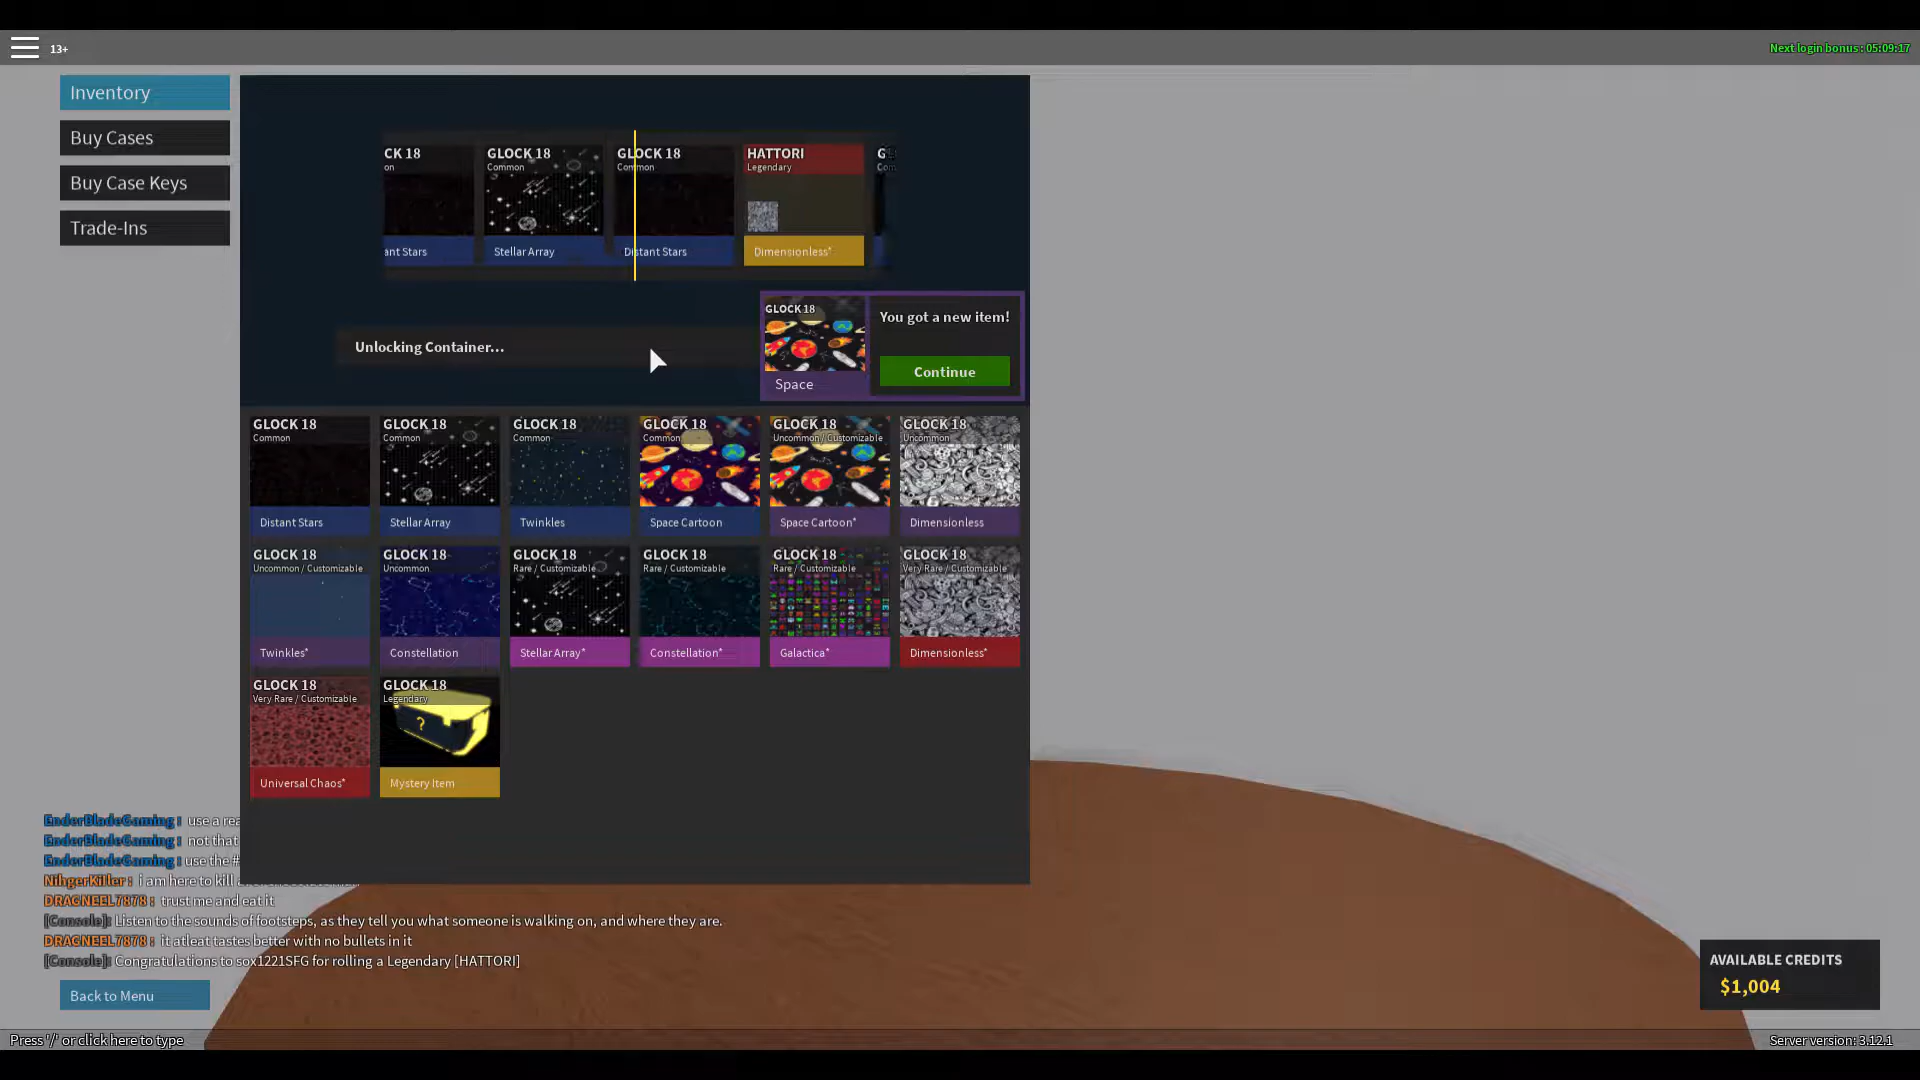 13+
Next login bonus : 05:09:17
Inventory
Buy Cases
Buy Case Keys
Trade-Ins
CK 18
on
ant Stars
GLOCK 18
Common
Stellar Array
GLOCK 18
Common
Distant Stars
HATTORI
Legendary
Dimensionless*
G
Con
Unlocking Container...
GLOCK 18
Space
You got a new item!
Continue
GLOCK 18
Common
Distant Stars
GLOCK 18
Common
Stellar Array
GLOCK 18
Common
Twinkles
GLOCK 18
Common
Space Cartoon
GLOCK 18
Uncommon / Customizable
Space Cartoon*
GLOCK 18
Uncommon
Dimensionless
GLOCK 18
Uncommon / Customizable
Twinkles*
GLOCK 18
Uncommon
Constellation
GLOCK 18
Rare / Customizable
Stellar Array*
GLOCK 18
Rare / Customizable
Constellation*
GLOCK 18
Rare / Customizable
Galactica*
GLOCK 18
Very Rare / Customizable
Dimensionless*
GLOCK 18
Very Rare / Customizable
Universal Chaos*
GLOCK 18
Legendary
?
Mystery Item
EnderBladeGaming : use a rea
EnderBladeGaming : not that
EnderBladeGaming : use the #
NihgerKiller : i am here to kill
DRAGNEEL7878 : trust me and eat it
[Console]: Listen to the sounds of footsteps, as they tell you what someone is walking on, and where they are.
DRAGNEEL7878 : it atleat tastes better with no bullets in it
[Console]: Congratulations to sox1221SFG for rolling a Legendary [HATTORI]
Back to Menu
AVAILABLE CREDITS
$1,004
Press '/' or click here to type
Server version: 3.12.1